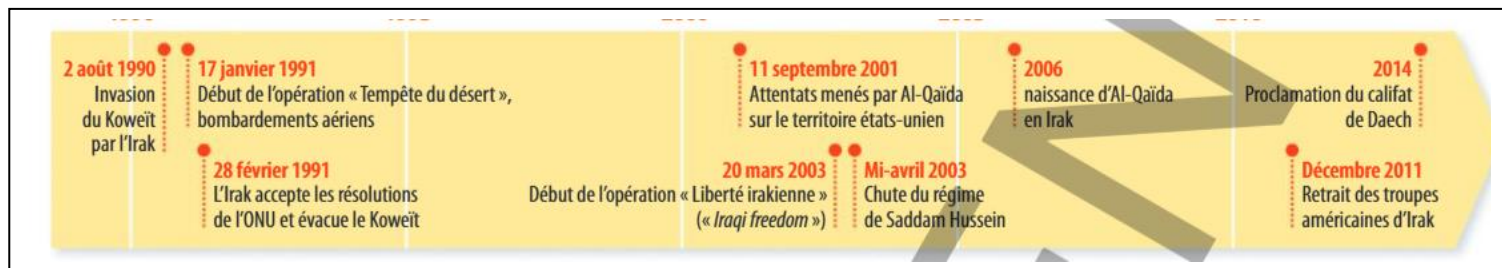 2 août 1990
Invasion
du Koweït
par l'Irak
17 janvier 1991
Début de l'opération « Tempête du désert »,
bombardements aériens
28 février 1991
L'Irak accepte les résolutions
de l'ONU et évacue le Koweït
11 septembre 2001
Attentats menés par Al-Qaïda
sur le territoire états-unien
20 mars 2003
Début de l'opération « Liberté irakienne »
(« Iraqi freedom »)
Mi-avril 2003
Chute du régime
de Saddam Hussein
2006
naissance d'Al-Qaïda
en Irak
2014
Proclamation du califat
de Daech
Décembre 2011
Retrait des troupes
américaines d'Irak